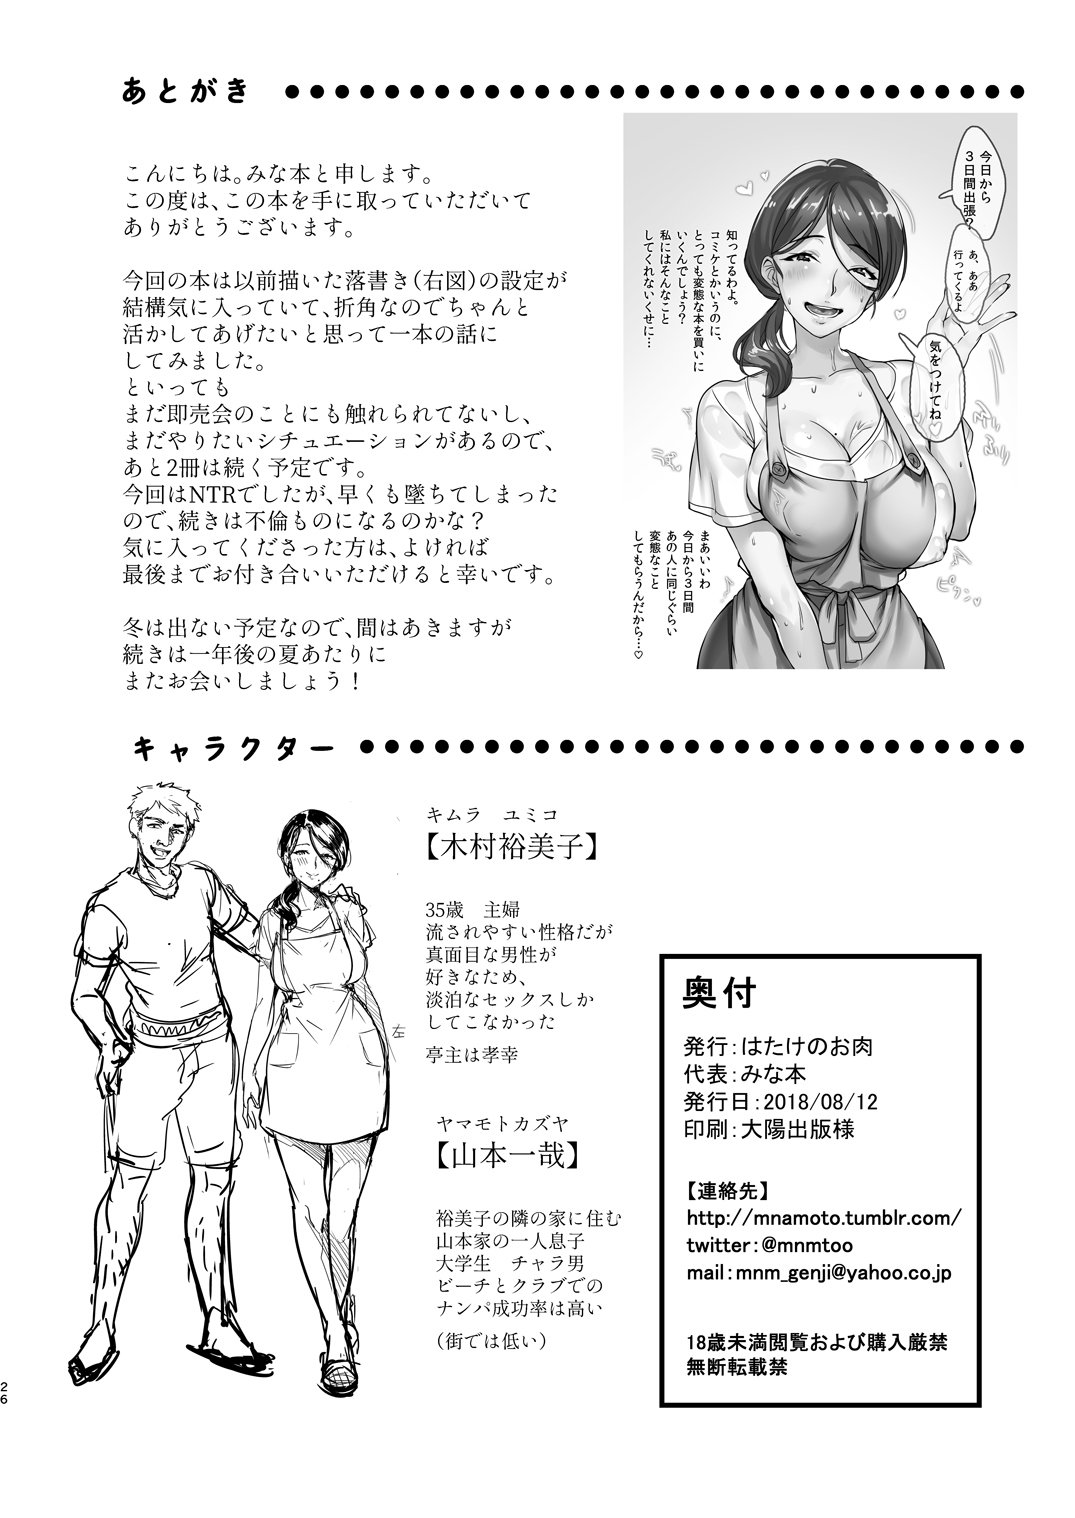 あとがき
こんにちは。みな本と申します。
この度は、この本を手に取っていただいて
ありがとうございます。
今回の本は以前描いた落書き(右図)の設定が
結構気に入っていて、折角なのでちゃんと
活かしてあげたいと思って一本の話に
してみました。
といっても
まだ即売会のことにも触れられてないし、
まだやりたいシチュエーションがあるので、
あと2冊は続く予定です。
今回はNTRでしたが、早くも墜ちてしまった
ので、続きは不倫ものになるのかな?
気に入ってくださった方は、よければ
最後までお付き合いいただけると幸いです。
冬は出ない予定なので、間はあきますが
続きは一年後の夏あたりに
またお会いしましょう!
今日から
3日間出張?
あ、ああ
行ってくるよ
気をつけてね♡
知ってるわよ。
コミケとかいうのに、
とっても変態な本を買いに
いくんでしょう?
私にはそんなこと
してくれないくせに…
まあいいわ
今日から3日間
あの人に同じぐらい
変態なこと
してもらうんだから…♡
ピクン♡
キャラクター
キムラ ユミコ
【木村裕美子】
35歳 主婦
流されやすい性格だが
真面目な男性が
好きなため、
淡泊なセックスしか
してこなかった
亭主は孝幸
左
ヤマモトカズヤ
【山本一哉】
裕美子の隣の家に住む
山本家の一人息子
大学生 チャラ男
ビーチとクラブでの
ナンパ成功率は高い
(街では低い)
奥付
発行:はたけのお肉
代表:みな本
発行日:2018/08/12
印刷:大陽出版様
【連絡先】
http://mnamoto.tumblr.com/
twitter:@mnmtoo
mail:mnm_genji@yahoo.co.jp
18歳未満閲覧および購入厳禁
無断転載禁
26